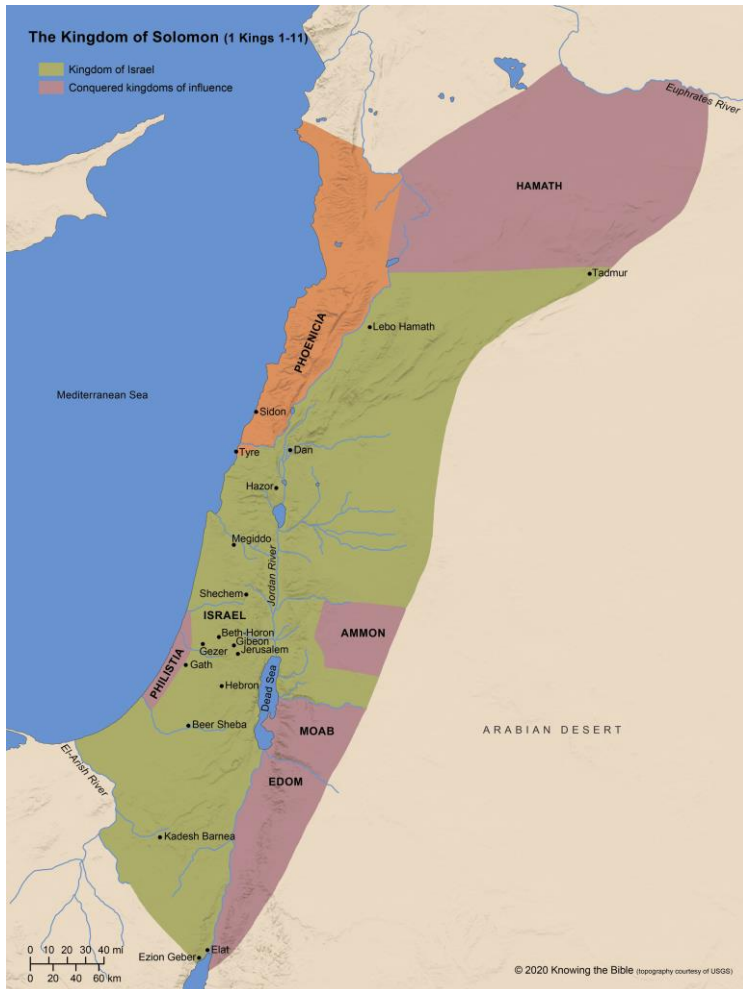 The Kingdom of Solomon (1 Kings 1-11)
Kingdom of Israel
Conquered kingdoms of influence
Euphrates River
HAMATH
Tadmur
Lebo Hamath
PHOENICIA
Mediterranean Sea
Sidon
Tyre
Dan
Hazor
Megiddo
Jordan River
Shechem
ISRAEL
Beth-Horon
Gibeon
Gezer
Jerusalem
AMMON
PHILISTIA
Gath
Hebron
Dead Sea
Beer Sheba
MOAB
ARABIAN DESERT
El-Arish River
EDOM
Kadesh Barnea
Elat
Ezion Geber
0 10 20 30 40 mi
0 20 40 60 km
© 2020 Knowing the Bible (topography courtesy of USGS)